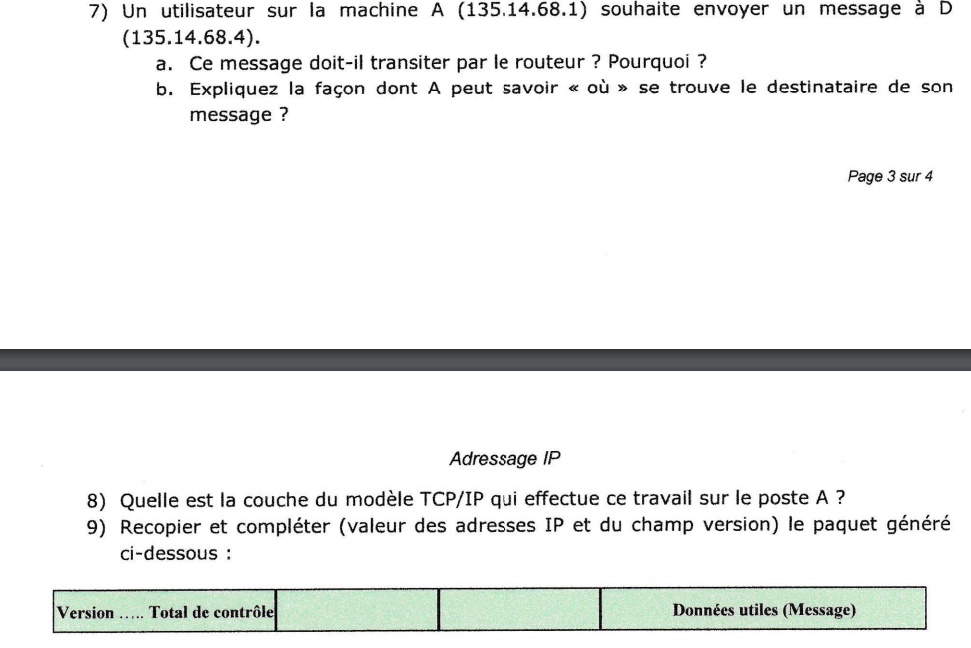 7) Un utilisateur sur la machine A (135.14.68.1) souhaite envoyer un message à D
(135.14.68.4).
a. Ce message doit-il transiter par le routeur ? Pourquoi ?
b. Expliquez la façon dont A peut savoir « où » se trouve le destinataire de son
message ?
Page 3 sur 4
Adressage IP
8) Quelle est la couche du modèle TCP/IP qui effectue ce travail sur le poste A ?
9) Recopier et compléter (valeur des adresses IP et du champ version) le paquet généré
ci-dessous :
Version ..... Total de contrôle Données utiles (Message)